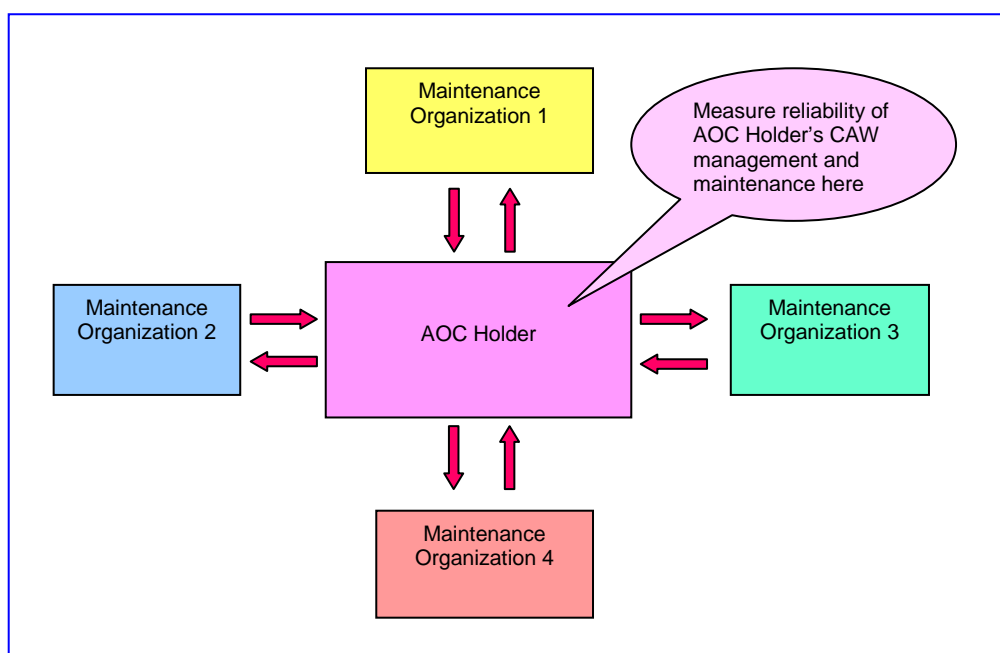 Maintenance
Organization 1
Measure reliability of
AOC Holder's CAW
management and
maintenance here
Maintenance
Organization 2
AOC Holder
Maintenance
Organization 3
Maintenance
Organization 4